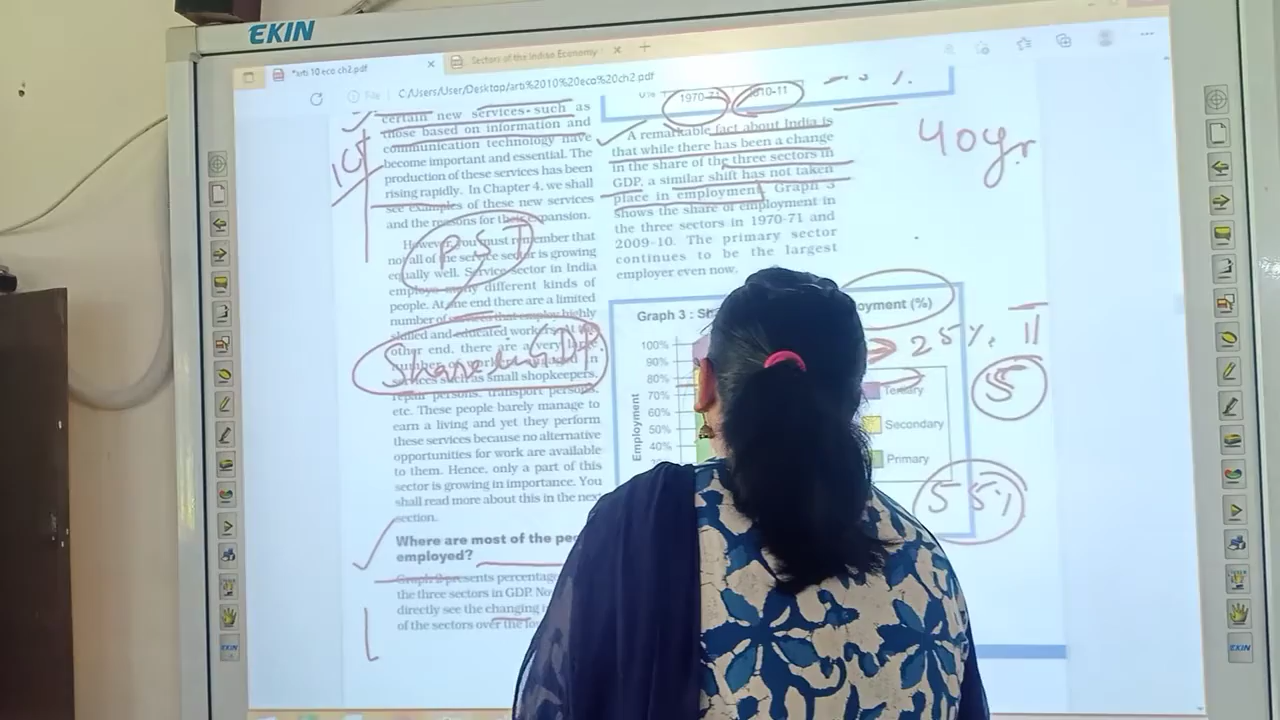 EKIN
*arti 10 eco ch2.pdf
Sectors of the Indian Economy
File
C:/Users/User/Desktop/arti%2010%20eco%20ch2.pdf
certain new services such as
those based on information and
communication technology have
become important and essential. The
production of these services has been
rising rapidly. In Chapter 4, we shall
see examples of these new services
and the reasons for their expansion.
However, you must remember that
not all of the service sector is growing
equally well. Service sector in India
employs many different kinds of
people. At one end there are a limited
number of services that employ highly
skilled and educated workers. At the
other end, there are a very large
number of workers engaged in
services such as small shopkeepers,
repair persons, transport persons,
etc. These people barely manage to
earn a living and yet they perform
these services because no alternative
opportunities for work are available
to them. Hence, only a part of this
sector is growing in importance. You
shall read more about this in the next
section.
Where are most of the
employed?
Graph 2 presents percentage
the three sectors in GDP.
directly see the changing
of the sectors over the
P S T
Share in GDP
0%
1970-71
2010-11
A remarkable fact about India is
that while there has been a change
in the share of the three sectors in
GDP, a similar shift has not taken
place in employment. Graph 3
shows the share of employment in
the three sectors in 1970-71 and
2009-10. The primary sector
continues to be the largest
employer even now.
40yr
Graph 3 :
(%)
100%
90%
80%
70%
60%
50%
40%
Employment
Tertiary
Secondary
Primary
25%
5
55%
EKIN
EKIN